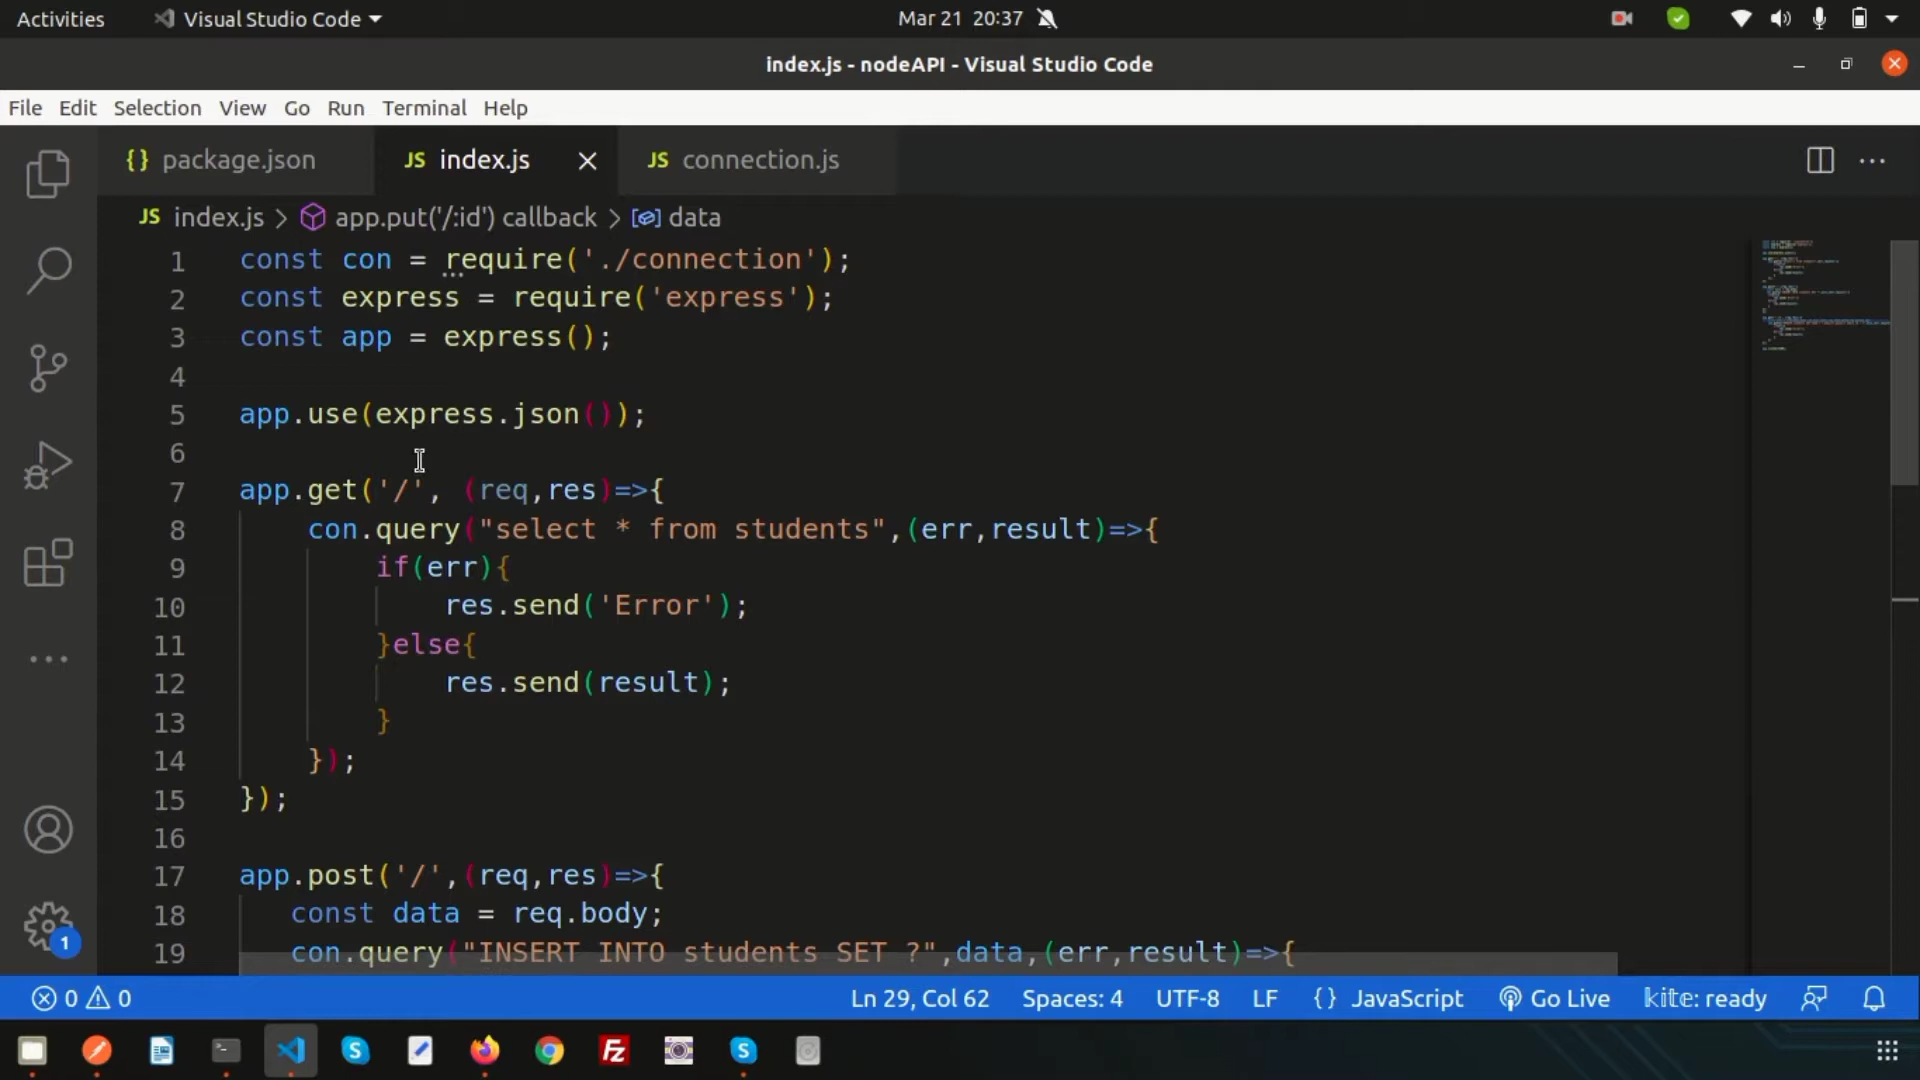 Activities Visual Studio Code Mar 21 20:37
index.js - nodeAPI - Visual Studio Code
File Edit Selection View Go Run Terminal Help
{} package.json JS index.js JS connection.js
JS index.js > app.put('/:id') callback > data
1 const con = require('./connection');
2 const express = require('express');
3 const app = express();
4
5 app.use(express.json());
6
7 app.get('/', (req,res)=>{
8 con.query("select * from students",(err,result)=>{
9 if(err){
10 res.send('Error');
11 }else{
12 res.send(result);
13 }
14 });
15 });
16
17 app.post('/',(req,res)=>{
18 const data = req.body;
19 con.query("INSERT INTO students SET ?",data,(err,result)=>{
1
0 0 Ln 29, Col 62 Spaces: 4 UTF-8 LF {} JavaScript Go Live kite: ready